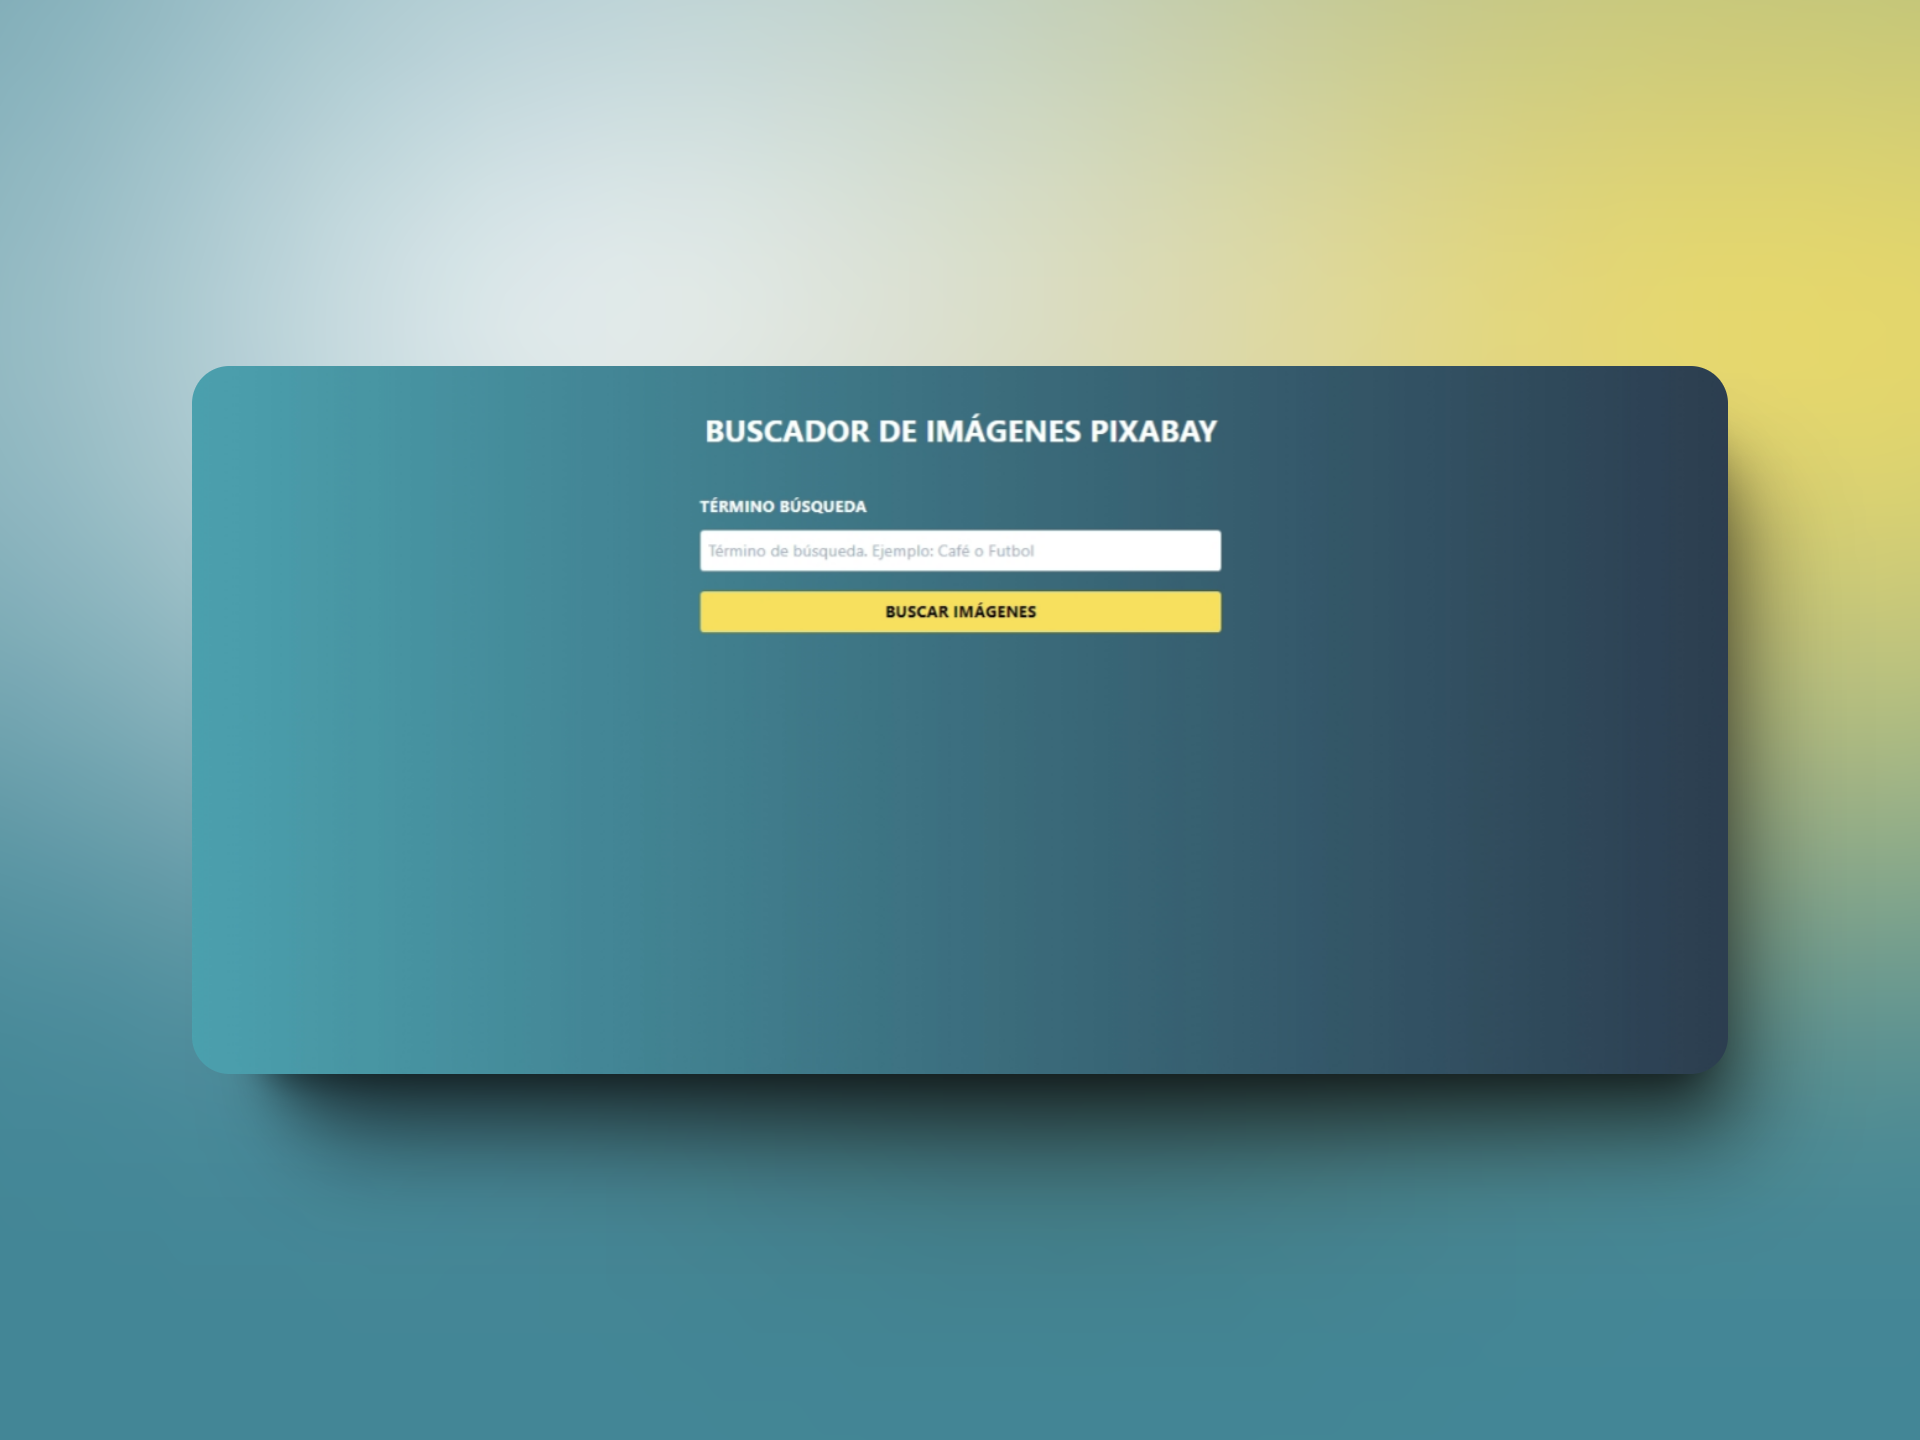 BUSCADOR DE IMÁGENES PIXABAY
TÉRMINO BÚSQUEDA
Término de búsqueda. Ejemplo: Café o Futbol
BUSCAR IMÁGENES